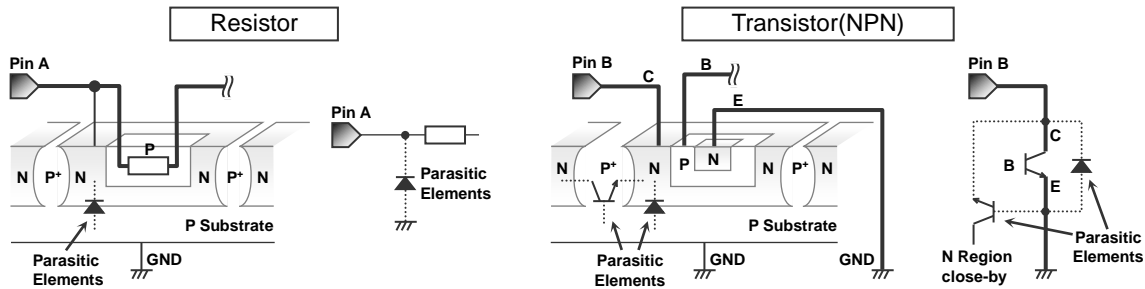 Resistor
Transistor(NPN)
Pin A
P
N
P+
N
N
P+
N
P Substrate
Parasitic
Elements
GND
Pin A
Parasitic
Elements
Pin B
C
B
E
N
P+
N
P
N
N
P+
N
P Substrate
Parasitic
Elements
GND
GND
Pin B
C
B
E
Parasitic
Elements
N Region
close-by